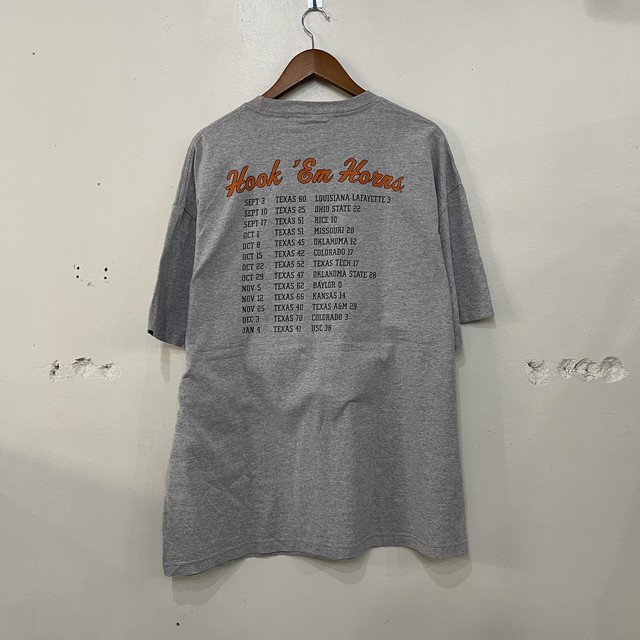 Hook 'Em Horns
SEPT 3 TEXAS 60 LOUISIANA LAFAYETTE 3
SEPT 10 TEXAS 25 OHIO STATE 22
SEPT 17 TEXAS 51 RICE 10
OCT 1 TEXAS 51 MISSOURI 20
OCT 8 TEXAS 45 OKLAHOMA 12
OCT 15 TEXAS 42 COLORADO 17
OCT 22 TEXAS 52 TEXAS TECH 17
OCT 29 TEXAS 47 OKLAHOMA STATE 28
NOV 5 TEXAS 62 BAYLOR 0
NOV 12 TEXAS 66 KANSAS 14
NOV 25 TEXAS 40 TEXAS A&M 29
DEC 3 TEXAS 70 COLORADO 3
JAN 4 TEXAS 41 USC 38